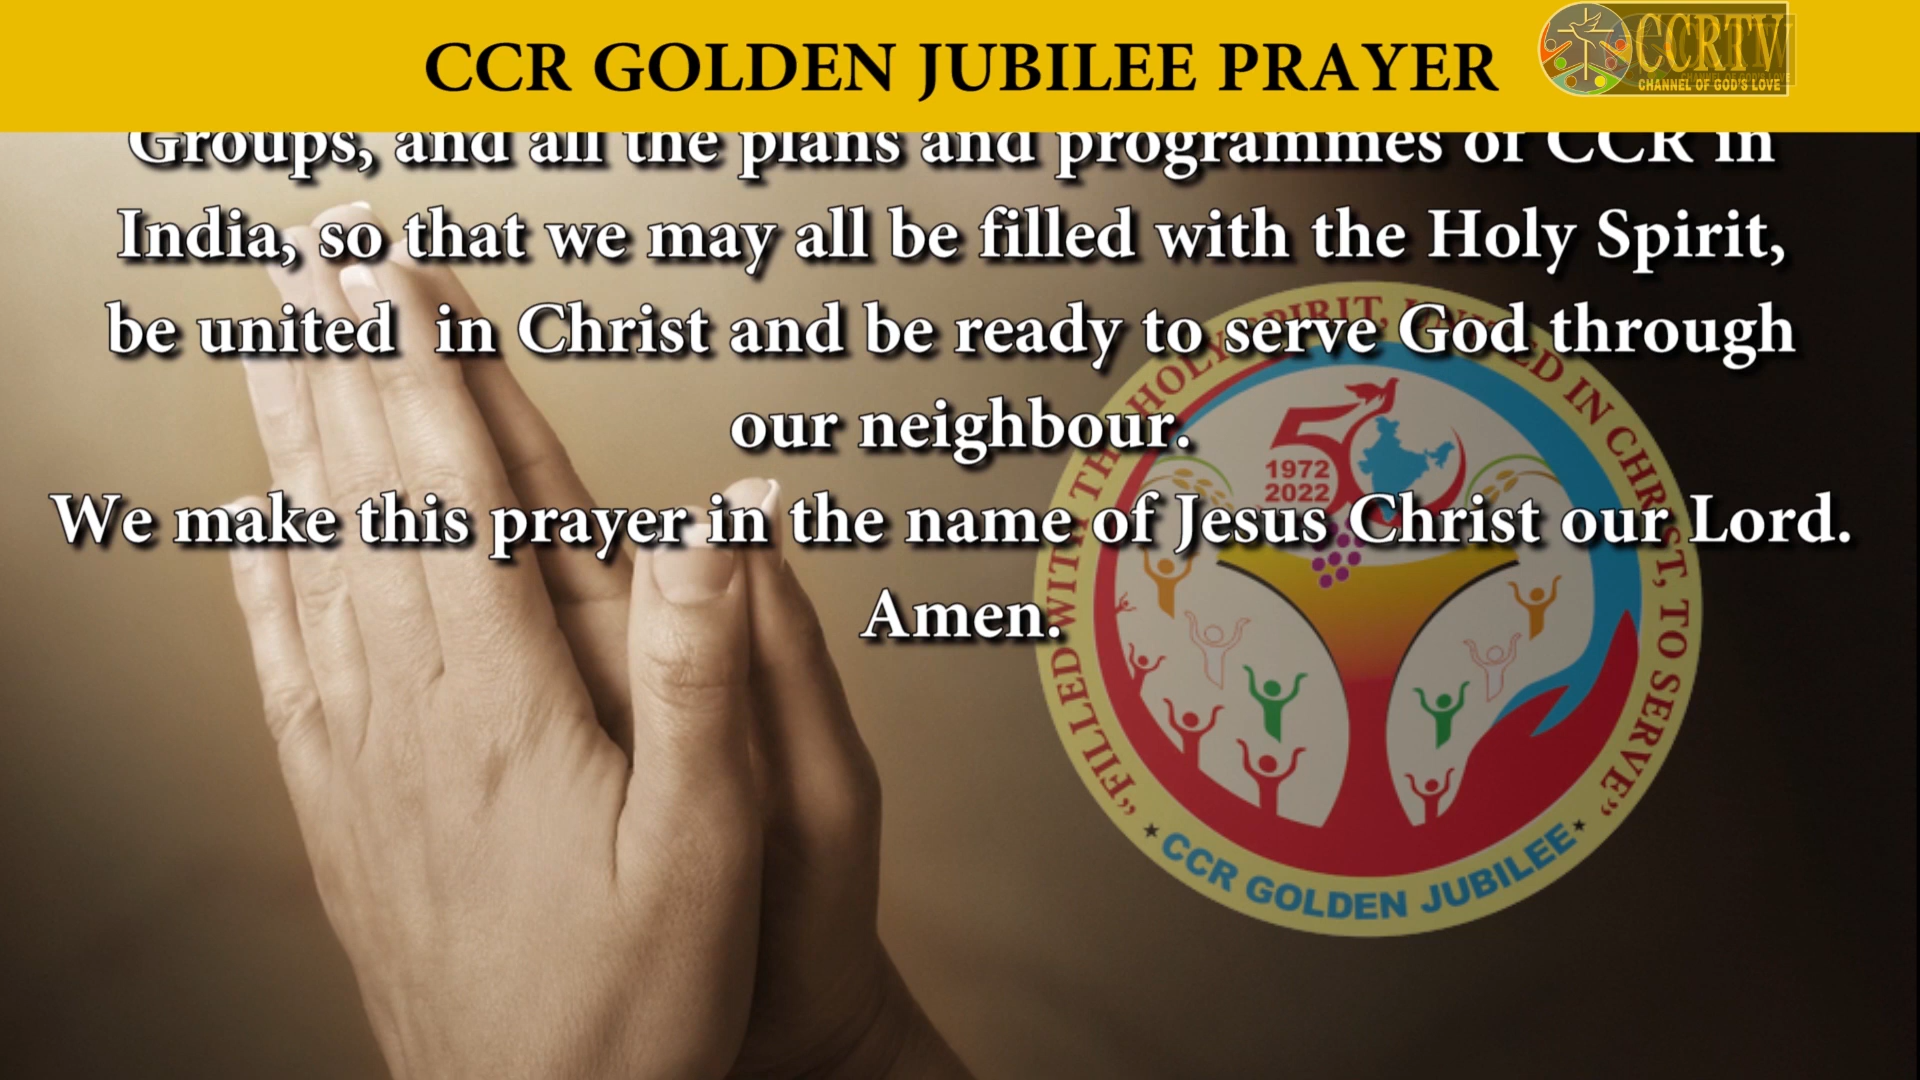 CCR GOLDEN JUBILEE PRAYER
CCRTV
CHANNEL OF GOD'S LOVE
Groups, and all the plans and programmes of CCR in
India, so that we may all be filled with the Holy Spirit,
be united in Christ and be ready to serve God through
our neighbour.
We make this prayer in the name of Jesus Christ our Lord.
Amen.
"FILLED WITH THE HOLY SPIRIT, UNITED IN CHRIST, TO SERVE"
50
1972
2022
★ CCR GOLDEN JUBILEE ★